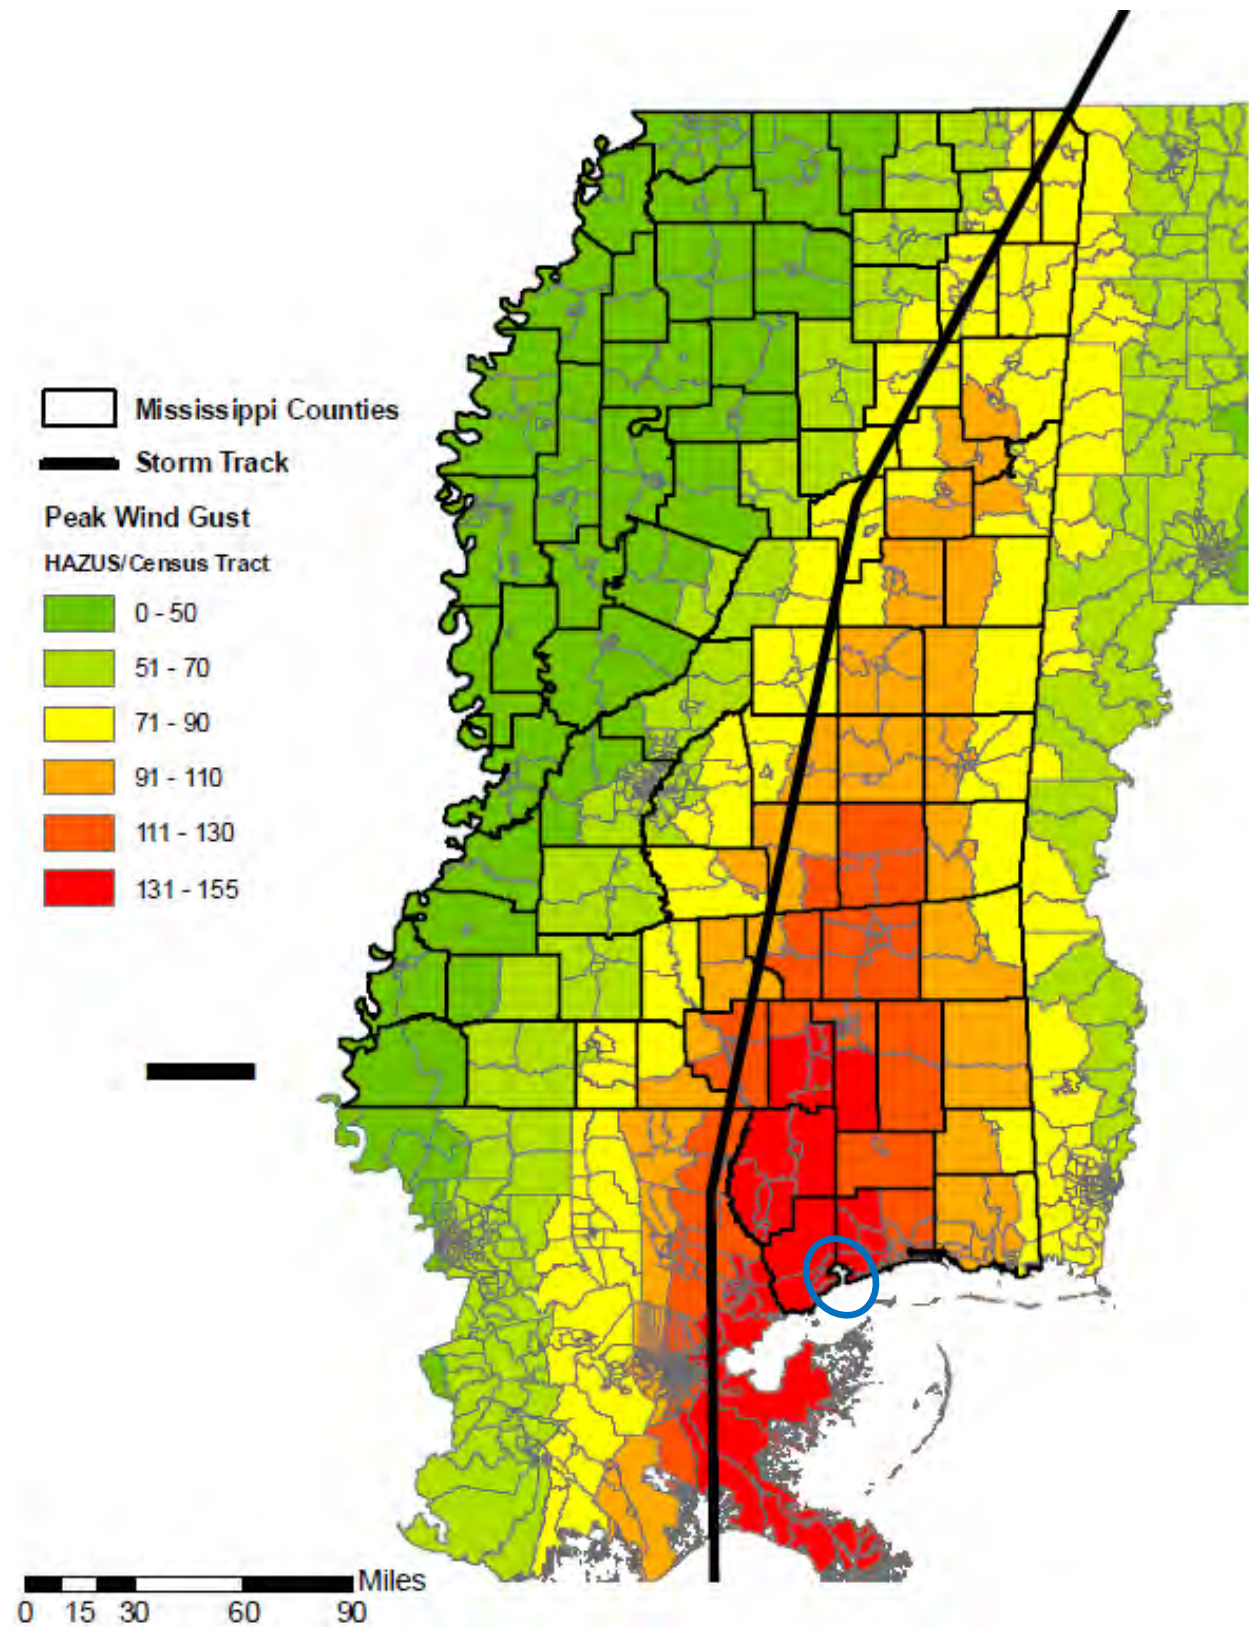 Mississippi Counties
Storm Track
Peak Wind Gust
HAZUS/Census Tract
0 - 50
51 - 70
71 - 90
91 - 110
111 - 130
131 - 155
Miles
0 15 30 60 90